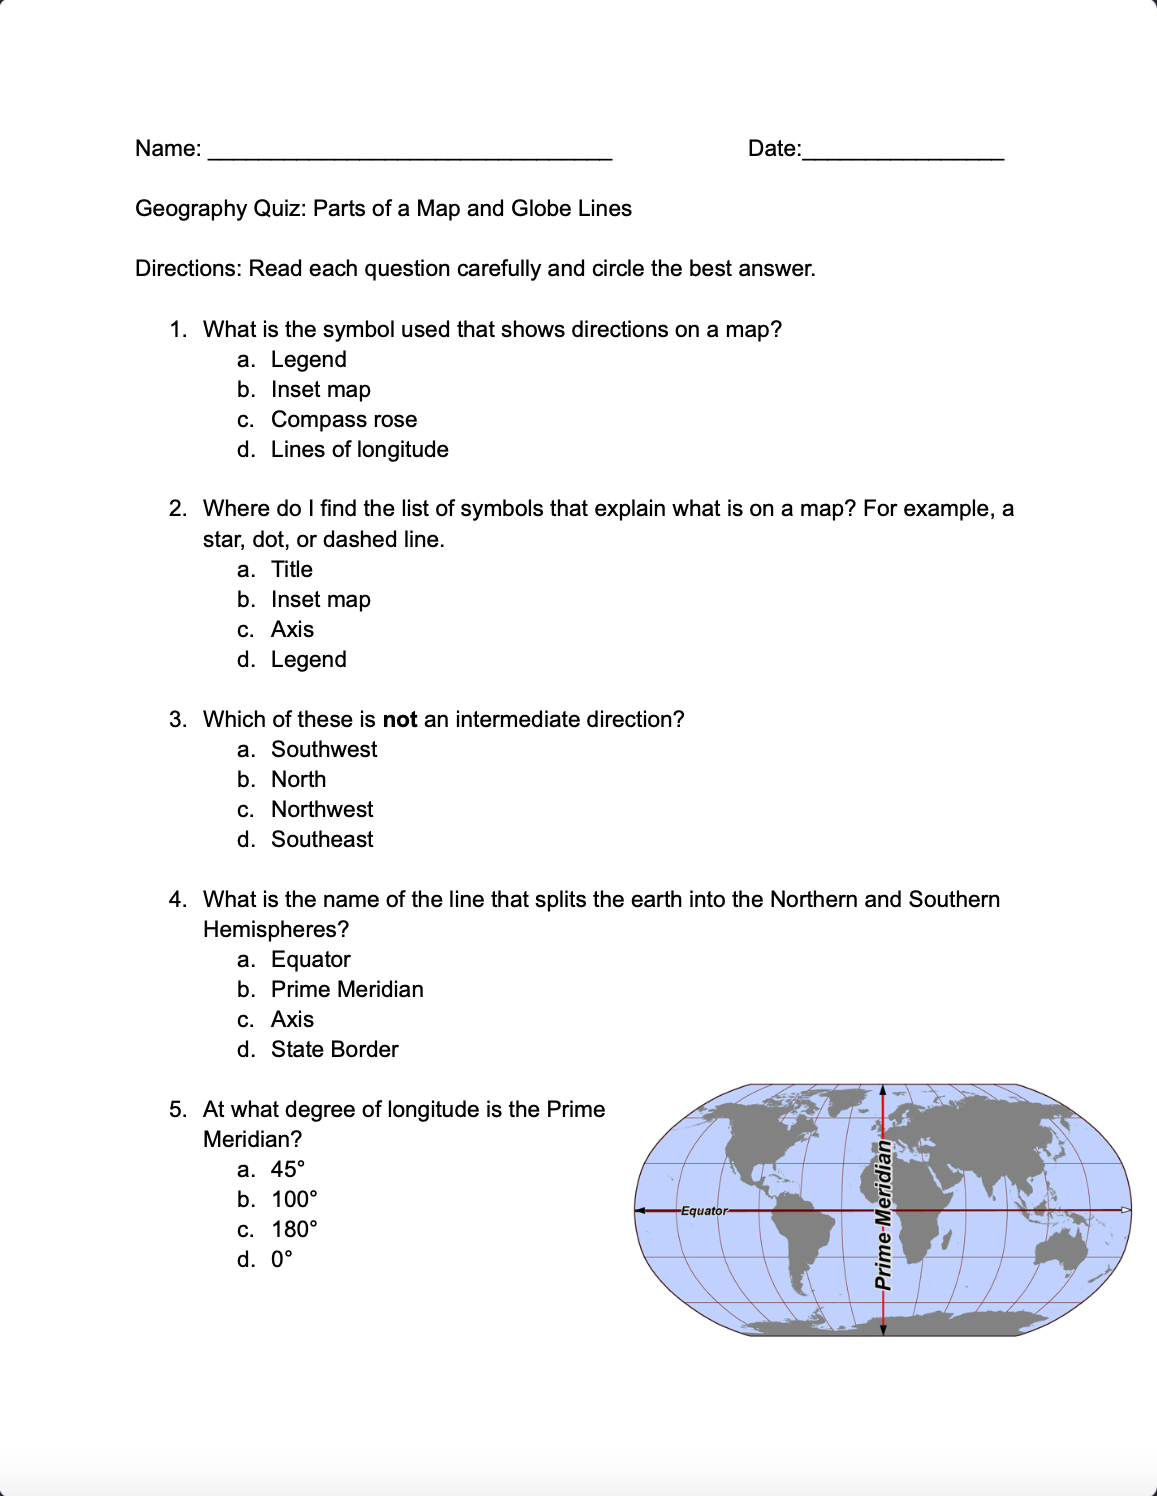 Name: ________________________________ Date:________________
Geography Quiz: Parts of a Map and Globe Lines
Directions: Read each question carefully and circle the best answer.
1. What is the symbol used that shows directions on a map?
a. Legend
b. Inset map
c. Compass rose
d. Lines of longitude
2. Where do I find the list of symbols that explain what is on a map? For example, a
star, dot, or dashed line.
a. Title
b. Inset map
c. Axis
d. Legend
3. Which of these is not an intermediate direction?
a. Southwest
b. North
c. Northwest
d. Southeast
4. What is the name of the line that splits the earth into the Northern and Southern
Hemispheres?
a. Equator
b. Prime Meridian
c. Axis
d. State Border
5. At what degree of longitude is the Prime
Meridian?
a. 45°
b. 100°
c. 180°
d. 0°
Equator
Prime Meridian